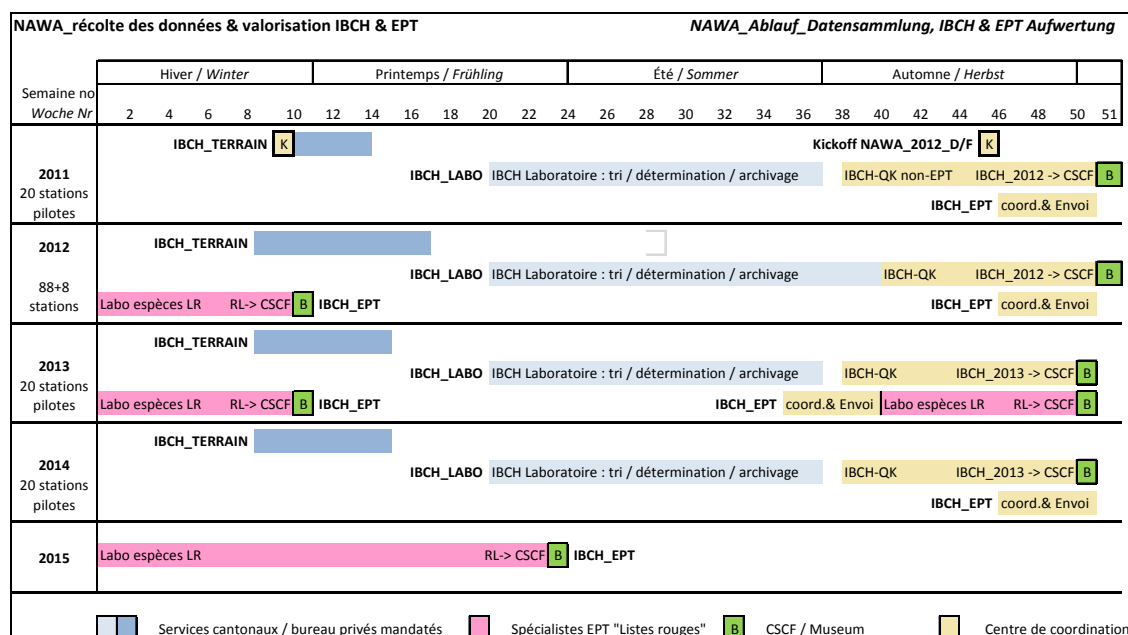 NAWA_récolte des données & valorisation IBCH & EPT NAWA_Ablauf_Datensammlung, IBCH & EPT Aufwertung
Hiver / Winter Printemps / Frühling Été / Sommer Automne / Herbst
Semaine no
Woche Nr 2 4 6 8 10 12 14 16 18 20 22 24 26 28 30 32 34 36 38 40 42 44 46 48 50 51
IBCH_TERRAIN K Kickoff NAWA_2012_D/F K
2011 IBCH_LABO IBCH Laboratoire : tri / détermination / archivage IBCH-QK non-EPT IBCH_2012 -> CSCF B
20 stations
pilotes IBCH_EPT coord.& Envoi
2012 IBCH_TERRAIN
IBCH_LABO IBCH Laboratoire : tri / détermination / archivage IBCH-QK IBCH_2012 -> CSCF B
88+8
stations Labo espèces LR RL-> CSCF B IBCH_EPT IBCH_EPT coord.& Envoi
IBCH_TERRAIN
2013 IBCH_LABO IBCH Laboratoire : tri / détermination / archivage IBCH-QK IBCH_2013 -> CSCF B
20 stations
pilotes Labo espèces LR RL-> CSCF B IBCH_EPT IBCH_EPT coord.& Envoi Labo espèces LR RL-> CSCF B
IBCH_TERRAIN
2014 IBCH_LABO IBCH Laboratoire : tri / détermination / archivage IBCH-QK IBCH_2013 -> CSCF B
20 stations
pilotes IBCH_EPT coord.& Envoi
2015 Labo espèces LR RL-> CSCF B IBCH_EPT
Services cantonaux / bureau privés mandatés Spécialistes EPT "Listes rouges" B CSCF / Museum Centre de coordination